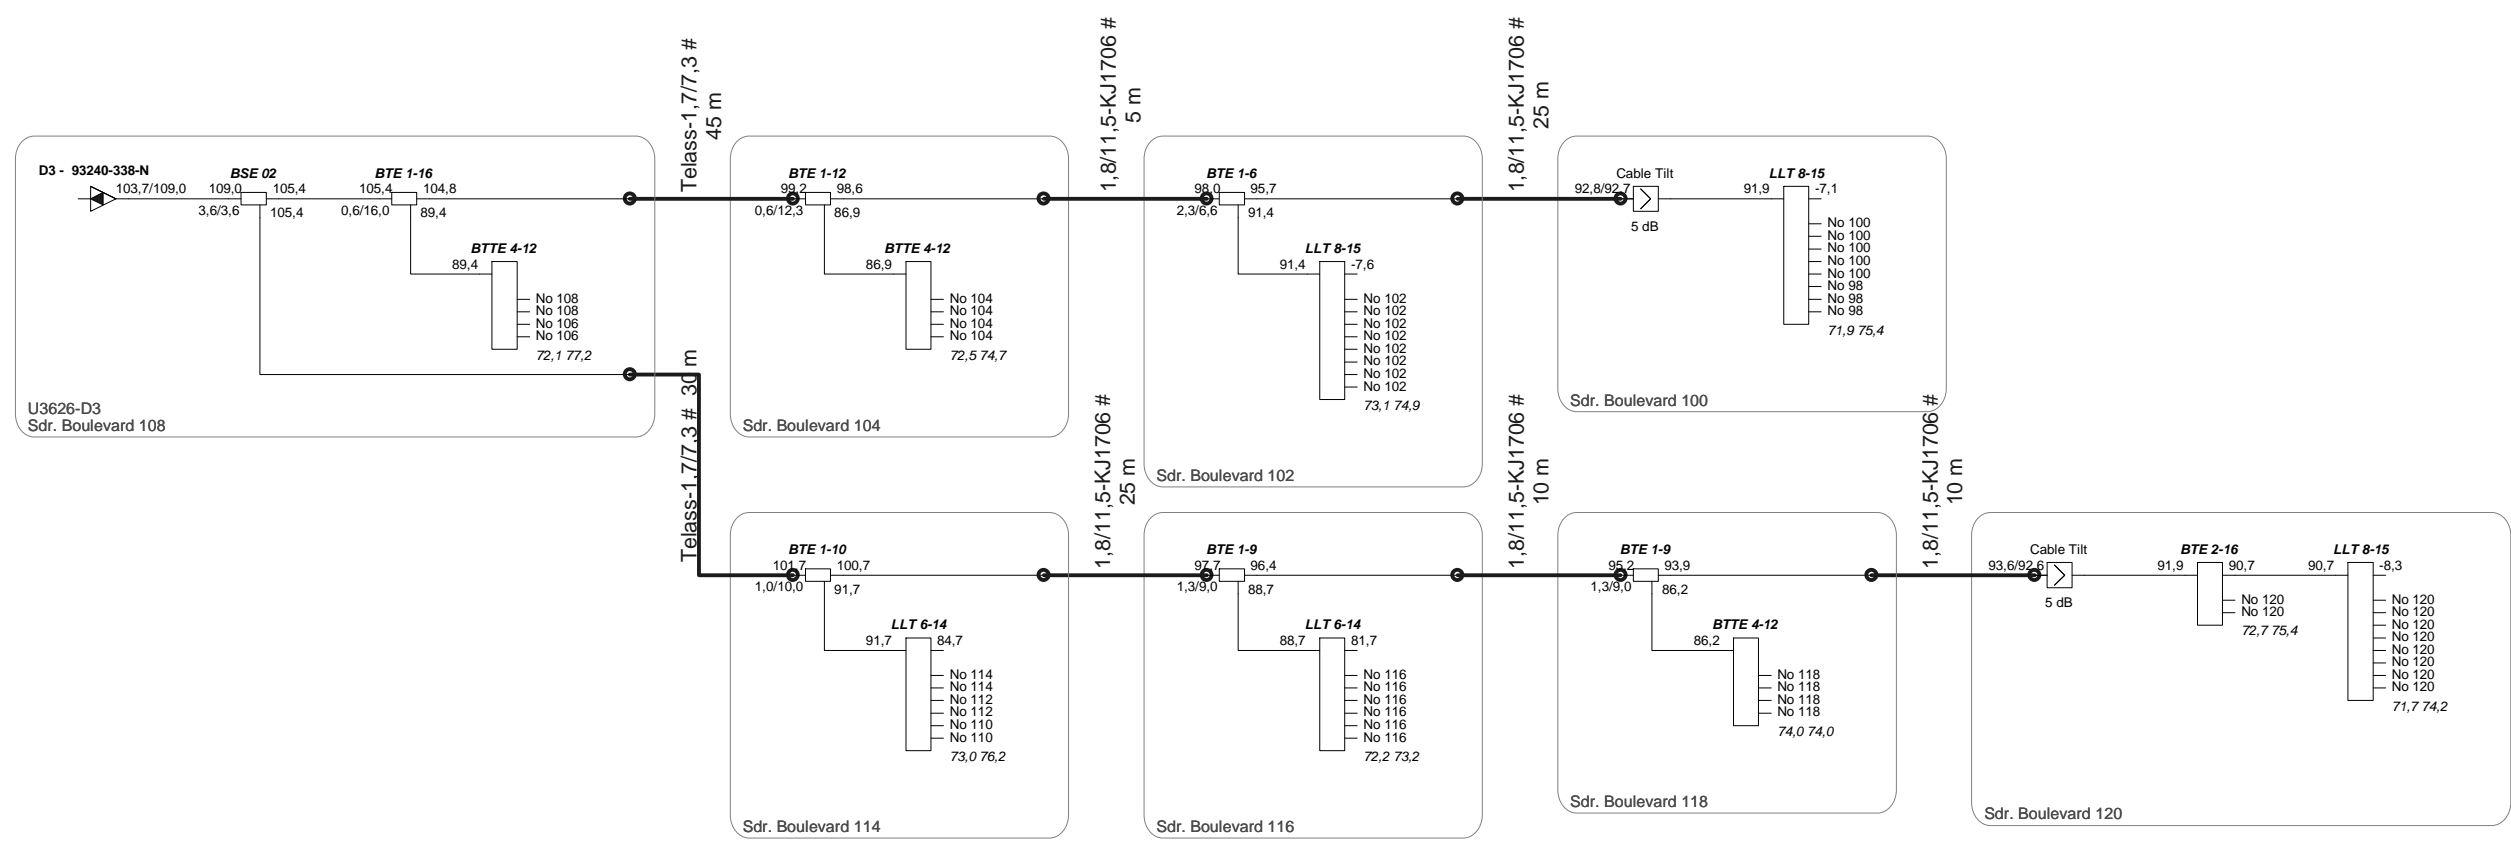 D3 - 93240-338-N
103,7/109,0
BSE 02
109,0
105,4
3,6/3,6
105,4
BTE 1-16
105,4
104,8
0,6/16,0
89,4
BTTE 4-12
89,4
No 108
No 108
No 106
No 106
72,1 77,2
U3626-D3
Sdr. Boulevard 108
Telass-1,7/7,3 #
45 m
BTE 1-12
99,2
98,6
0,6/12,3
86,9
BTTE 4-12
86,9
No 104
No 104
No 104
No 104
72,5 74,7
Sdr. Boulevard 104
1,8/11,5-KJ1706 #
5 m
BTE 1-6
98,0
95,7
2,3/6,6
91,4
LLT 8-15
91,4
-7,6
No 102
No 102
No 102
No 102
No 102
No 102
No 102
No 102
73,1 74,9
Sdr. Boulevard 102
1,8/11,5-KJ1706 #
25 m
92,8/92,7
Cable Tilt
5 dB
LLT 8-15
91,9
-7,1
No 100
No 100
No 100
No 100
No 100
No 98
No 98
No 98
71,9 75,4
Sdr. Boulevard 100
Telass-1,7/7,3 # 30 m
BTE 1-10
101,7
100,7
1,0/10,0
91,7
LLT 6-14
91,7
84,7
No 114
No 114
No 112
No 112
No 110
No 110
73,0 76,2
Sdr. Boulevard 114
1,8/11,5-KJ1706 #
25 m
BTE 1-9
97,7
96,4
1,3/9,0
88,7
LLT 6-14
88,7
81,7
No 116
No 116
No 116
No 116
No 116
No 116
72,2 73,2
Sdr. Boulevard 116
1,8/11,5-KJ1706 #
10 m
BTE 1-9
95,2
93,9
1,3/9,0
86,2
BTTE 4-12
86,2
No 118
No 118
No 118
No 118
74,0 74,0
Sdr. Boulevard 118
1,8/11,5-KJ1706 #
10 m
93,6/92,6
Cable Tilt
5 dB
BTE 2-16
91,9
90,7
No 120
No 120
72,7 75,4
LLT 8-15
90,7
-8,3
No 120
No 120
No 120
No 120
No 120
No 120
No 120
No 120
71,7 74,2
Sdr. Boulevard 120